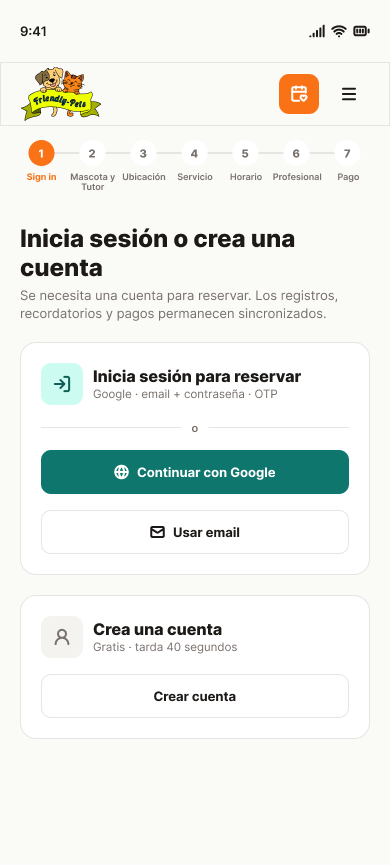 9:41
Friendly-Pets
1 2 3 4 5 6 7
Sign in Mascota y Tutor Ubicación Servicio Horario Profesional Pago
Inicia sesión o crea una
cuenta
Se necesita una cuenta para reservar. Los registros,
recordatorios y pagos permanecen sincronizados.
Inicia sesión para reservar
Google · email + contraseña · OTP
o
Continuar con Google
Usar email
Crea una cuenta
Gratis · tarda 40 segundos
Crear cuenta